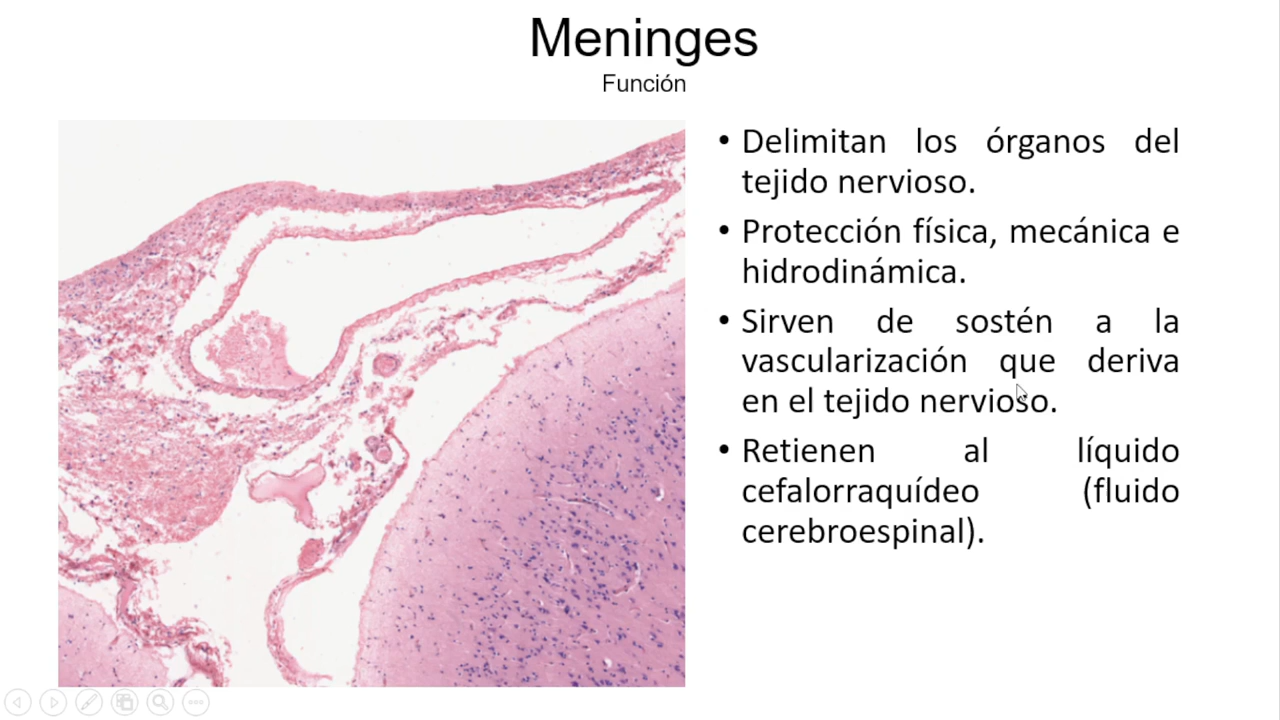 Meninges
Función
• Delimitan los órganos del
tejido nervioso.
• Protección física, mecánica e
hidrodinámica.
• Sirven de sostén a la
vascularización que deriva
en el tejido nervioso.
• Retienen al líquido
cefalorraquídeo (fluido
cerebroespinal).